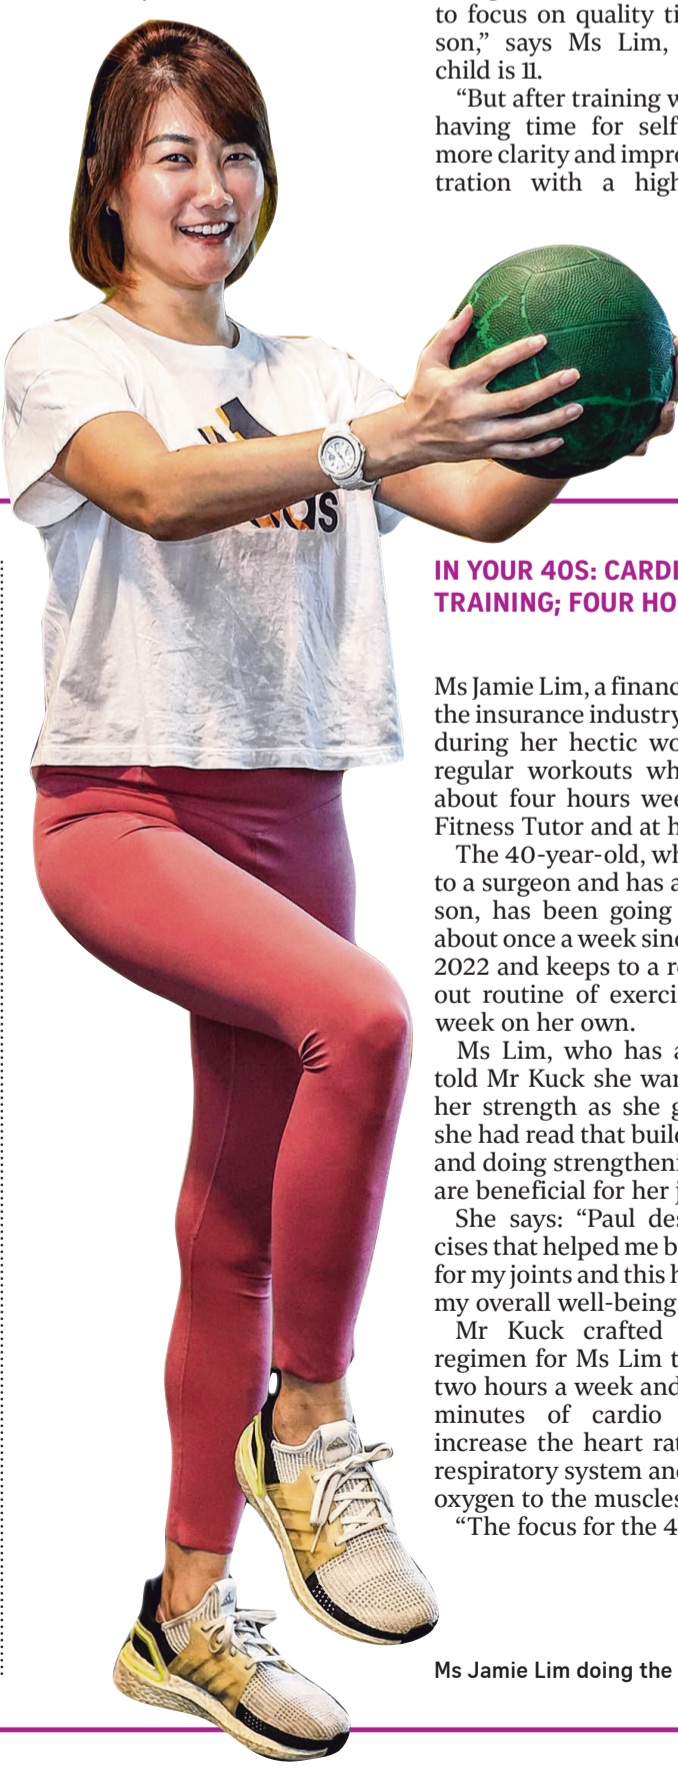 to focus on quality ti
son,” says Ms Lim,
child is 11.
“But after training w
having time for self
more clarity and impro
tration with a high
as
IN YOUR 40S: CARDI
TRAINING; FOUR HO
Ms Jamie Lim, a financ
the insurance industry
during her hectic wo
regular workouts wh
about four hours wee
Fitness Tutor and at h
The 40-year-old, wh
to a surgeon and has a
son, has been going
about once a week sinc
2022 and keeps to a re
out routine of exerci
week on her own.
Ms Lim, who has a
told Mr Kuck she wan
her strength as she g
she had read that build
and doing strengtheni
are beneficial for her j
She says: “Paul des
cises that helped me b
for my joints and this h
my overall well-being
Mr Kuck crafted
regimen for Ms Lim t
two hours a week and
minutes of cardio
increase the heart rat
respiratory system and
oxygen to the muscles
“The focus for the 4
Ms Jamie Lim doing the